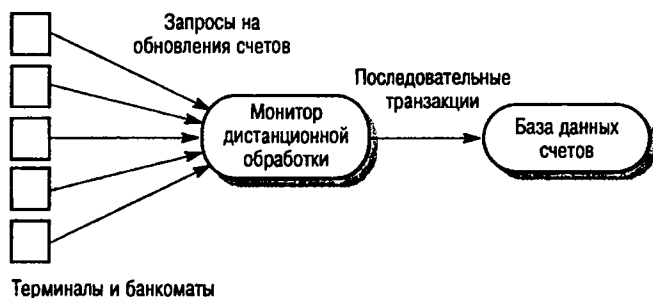 Запросы на
обновления счетов
Последовательные
транзакции
Монитор
дистанционной
обработки
База данных
счетов
Терминалы и банкоматы